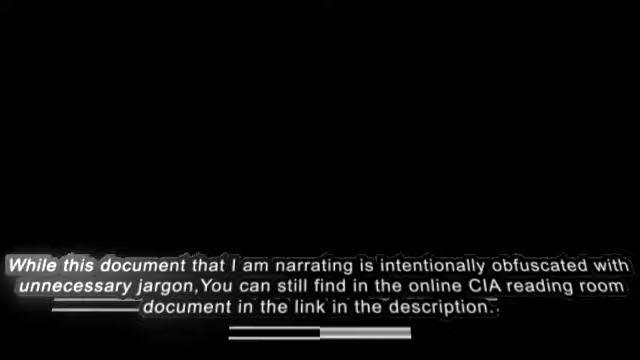 While this document that I am narrating is intentionally obfuscated with
unnecessary jargon,You can still find in the online CIA reading room
document in the link in the description.